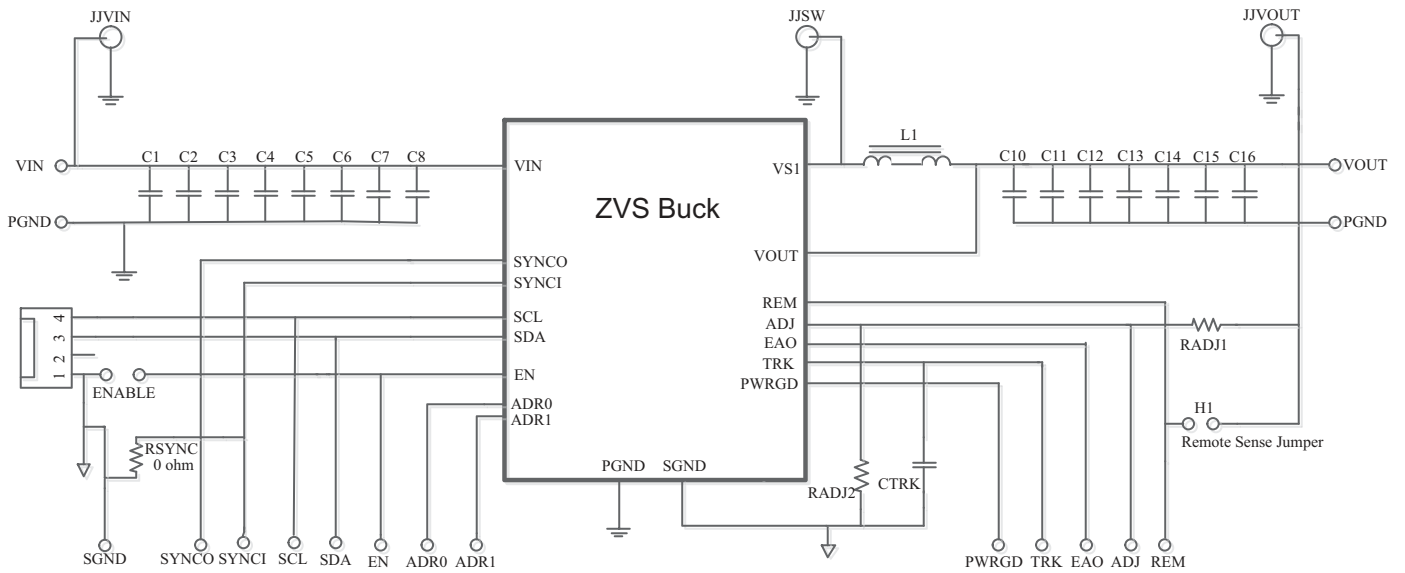 JJVIN
JJSW
JJVOUT
VIN
C1 C2 C3 C4 C5 C6 C7 C8
PGND
VIN
VS1
L1
C10 C11 C12 C13 C14 C15 C16
VOUT
PGND
ZVS Buck
VOUT
SYNCO
SYNCI
SCL
SDA
EN
ADR0
ADR1
REM
ADJ
EAO
TRK
PWRGD
PGND
SGND
4
3
2
1
ENABLE
RSYNC
0 ohm
RADJ1
H1
Remote Sense Jumper
RADJ2
CTRK
SGND
SYNCO
SYNCI
SCL
SDA
EN
ADR0
ADR1
PWRGD
TRK
EAO
ADJ
REM